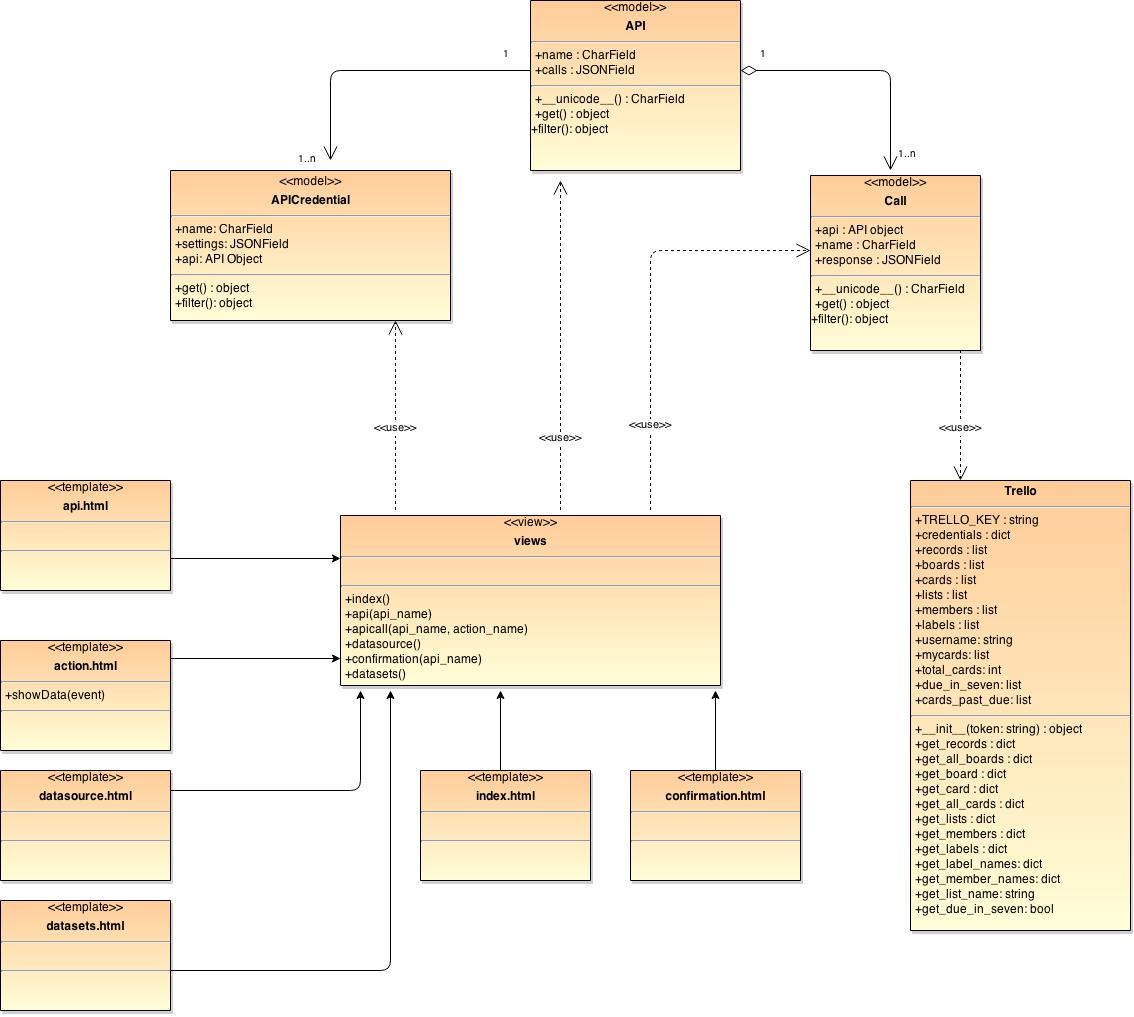 <<model>>
API
+name : CharField
+calls : JSONField
+__unicode__() : CharField
+get() : object
+filter(): object
1
1
1..n
1..n
<<model>>
APICredential
+name: CharField
+settings: JSONField
+api: API Object
+get() : object
+filter(): object
<<model>>
Call
+api : API object
+name : CharField
+response : JSONField
+__unicode__() : CharField
+get() : object
+filter(): object
<<use>>
<<use>>
<<use>>
<<use>>
<<template>>
api.html
<<view>>
views
+index()
+api(api_name)
+apicall(api_name, action_name)
+datasource()
+confirmation(api_name)
+datasets()
Trello
+TRELLO_KEY : string
+credentials : dict
+records : list
+boards : list
+cards : list
+lists : list
+members : list
+labels : list
+username: string
+mycards: list
+total_cards: int
+due_in_seven: list
+cards_past_due: list
+__init__(token: string) : object
+get_records : dict
+get_all_boards : dict
+get_board : dict
+get_card : dict
+get_all_cards : dict
+get_lists : dict
+get_members : dict
+get_labels : dict
+get_label_names: dict
+get_member_names: dict
+get_list_name: string
+get_due_in_seven: bool
<<template>>
action.html
+showData(event)
<<template>>
datasource.html
<<template>>
index.html
<<template>>
confirmation.html
<<template>>
datasets.html